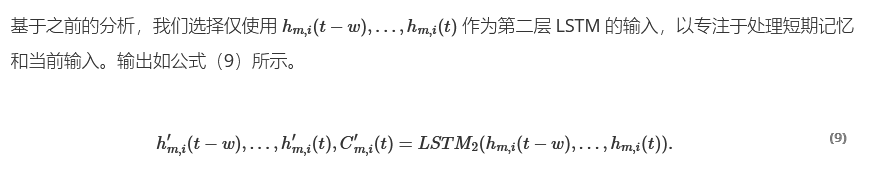 基于之前的分析，我们选择仅使用 h_{m,i}(t − w), . . . , h_{m,i}(t) 作为第二层 LSTM 的输入，以专注于处理短期记忆
和当前输入。输出如公式（9）所示。
h′_{m,i}(t − w), . . . , h′_{m,i}(t), C′_{m,i}(t) = LSTM_2(h_{m,i}(t − w), . . . , h_{m,i}(t)). (9)